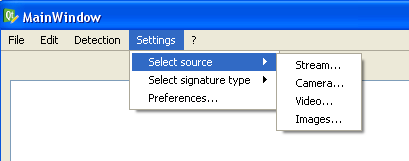 MainWindow
File Edit Detection Settings ?
Select source
Select signature type
Preferences...
Stream...
Camera...
Video...
Images...